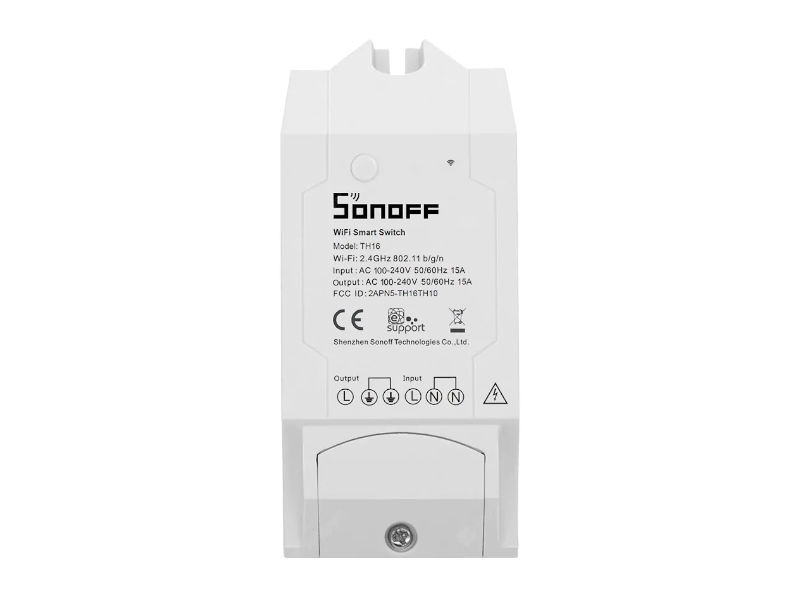 SONOFF
WiFi Smart Switch
Model: TH16
Wi-Fi: 2.4GHz 802.11 b/g/n
Input: AC 100-240V 50/60Hz 15A
Output: AC 100-240V 50/60Hz 15A
FCC ID: 2APN5-TH16TH10
CE e support
Shenzhen Sonoff Technologies Co.,Ltd.
Output Input
L L N N